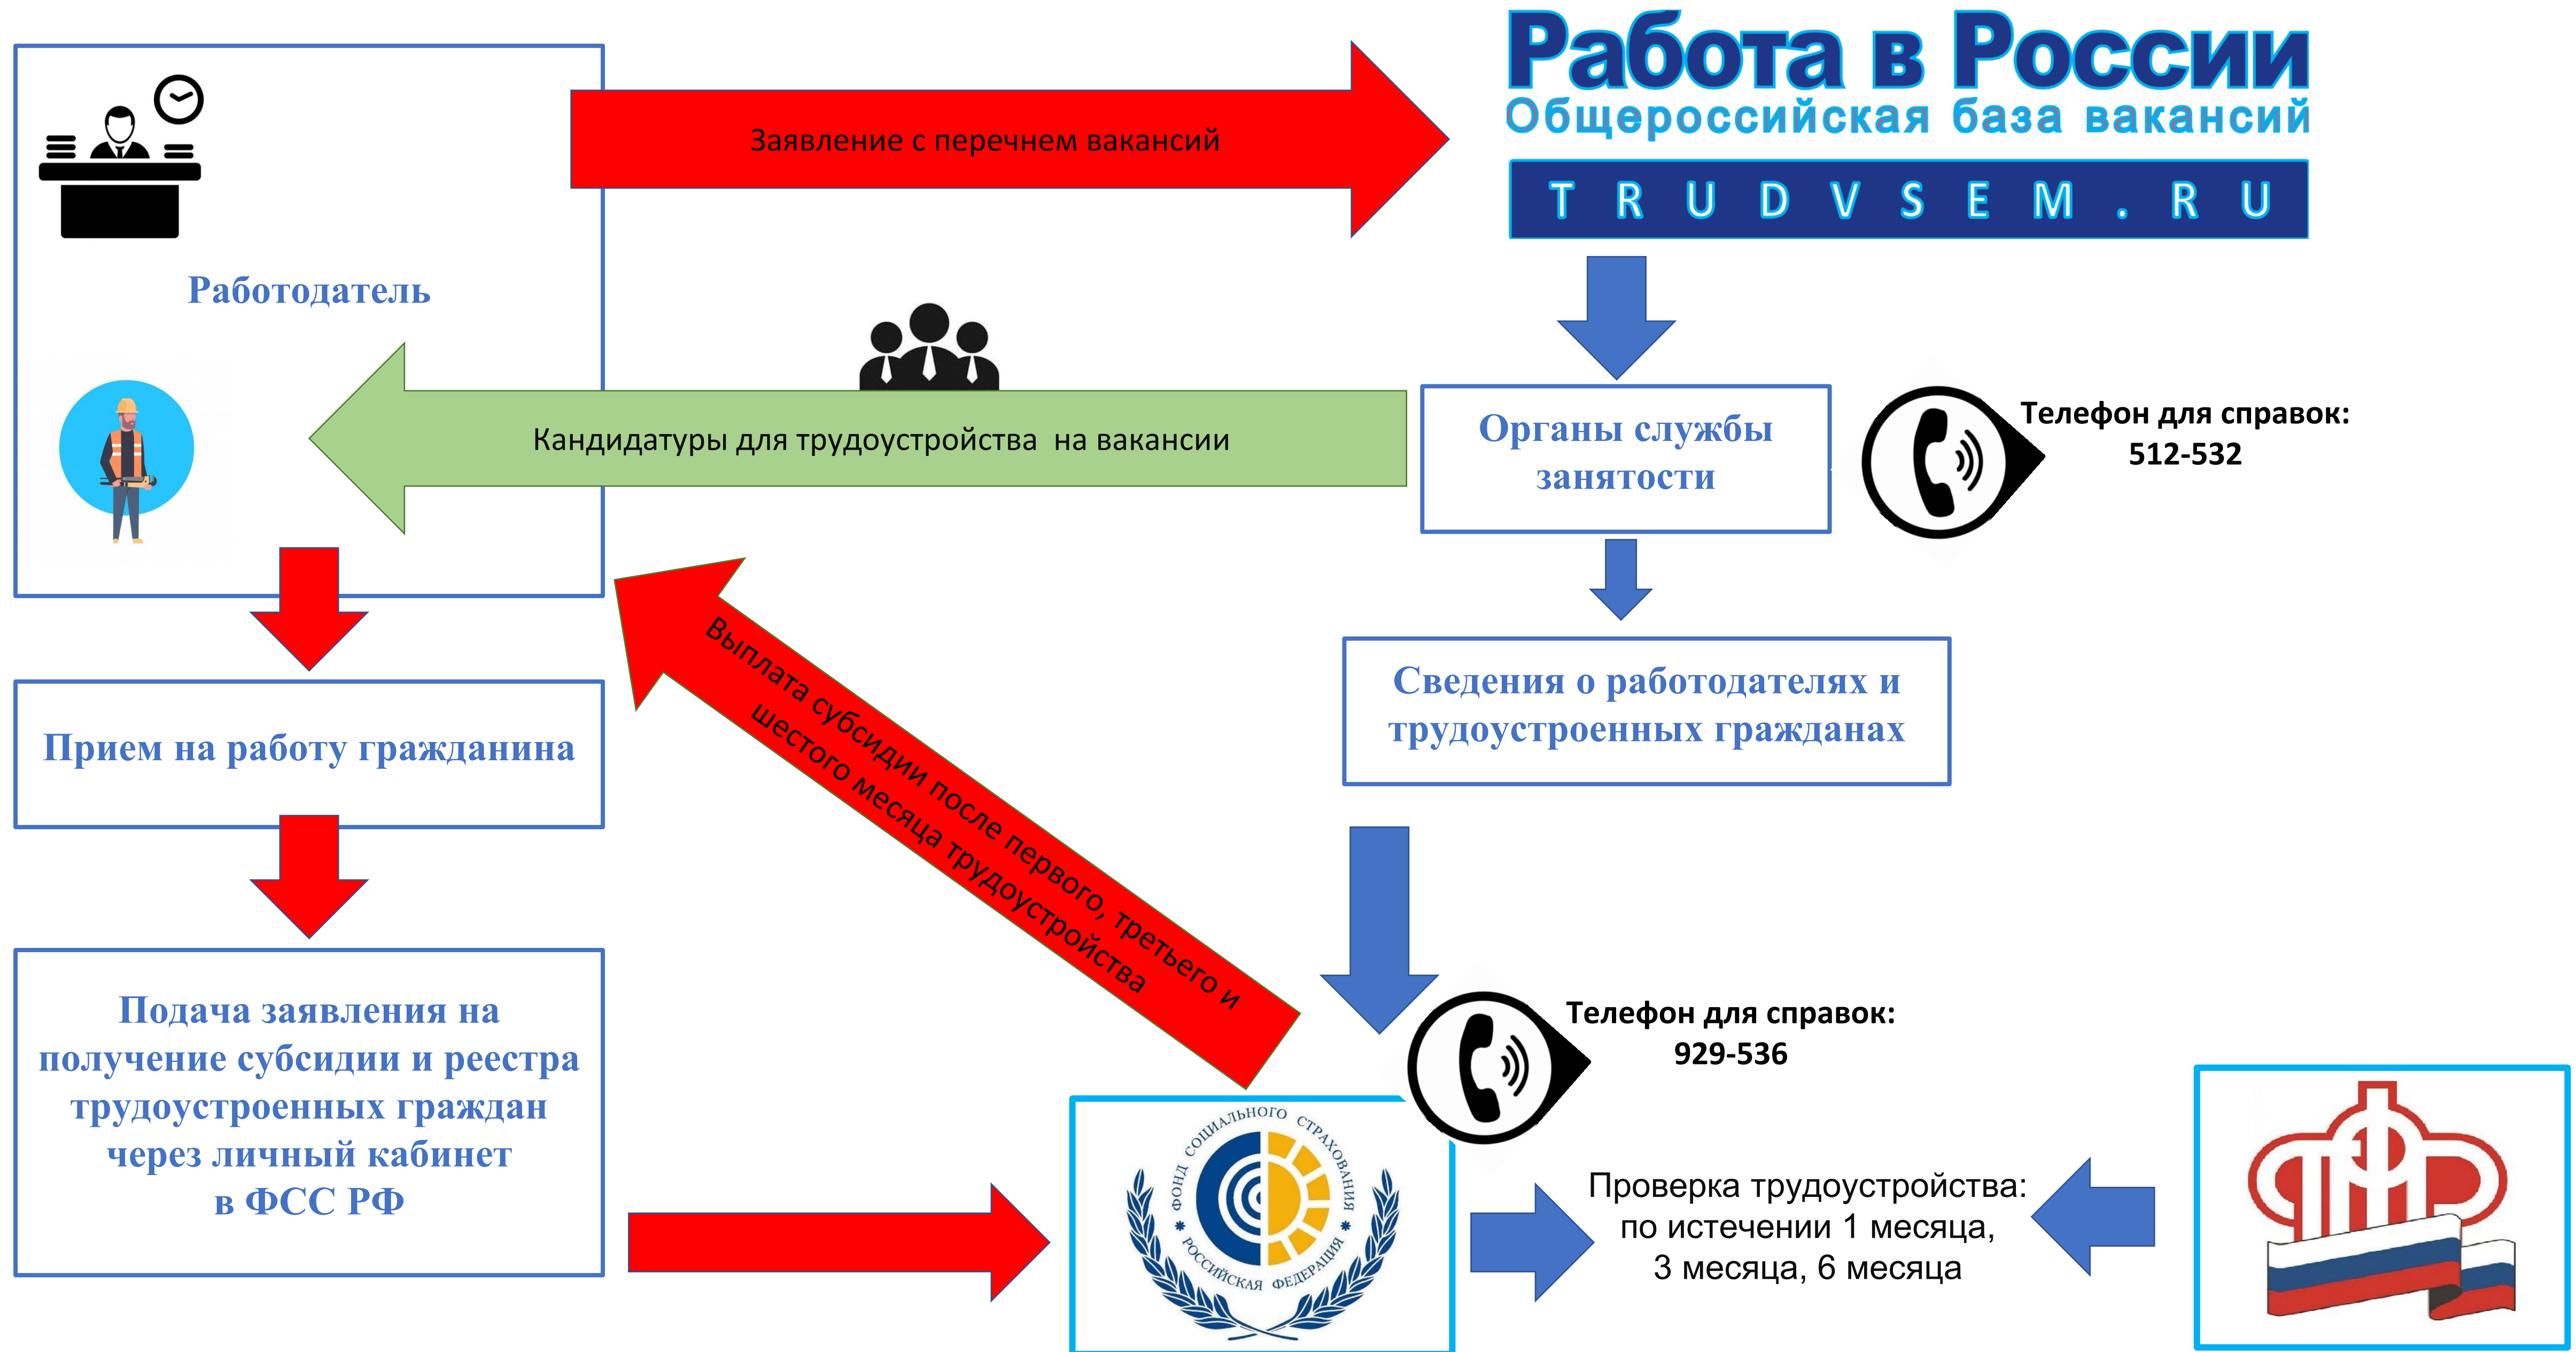 Работа в России
Общероссийская база вакансий
TRUDVSEM.RU
Заявление с перечнем вакансий
Работодатель
Кандидатуры для трудоустройства на вакансии
Органы службы
занятости
Телефон для справок:
512-532
Сведения о работодателях и
трудоустроенных гражданах
Выплата субсидии после первого, третьего и
шестого месяца трудоустройства
Прием на работу гражданина
Подача заявления на
получение субсидии и реестра
трудоустроенных граждан
через личный кабинет
в ФСС РФ
Телефон для справок:
929-536
ФОНД СОЦИАЛЬНОГО СТРАХОВАНИЯ
РОССИЙСКАЯ ФЕДЕРАЦИЯ
Проверка трудоустройства:
по истечении 1 месяца,
3 месяца, 6 месяца